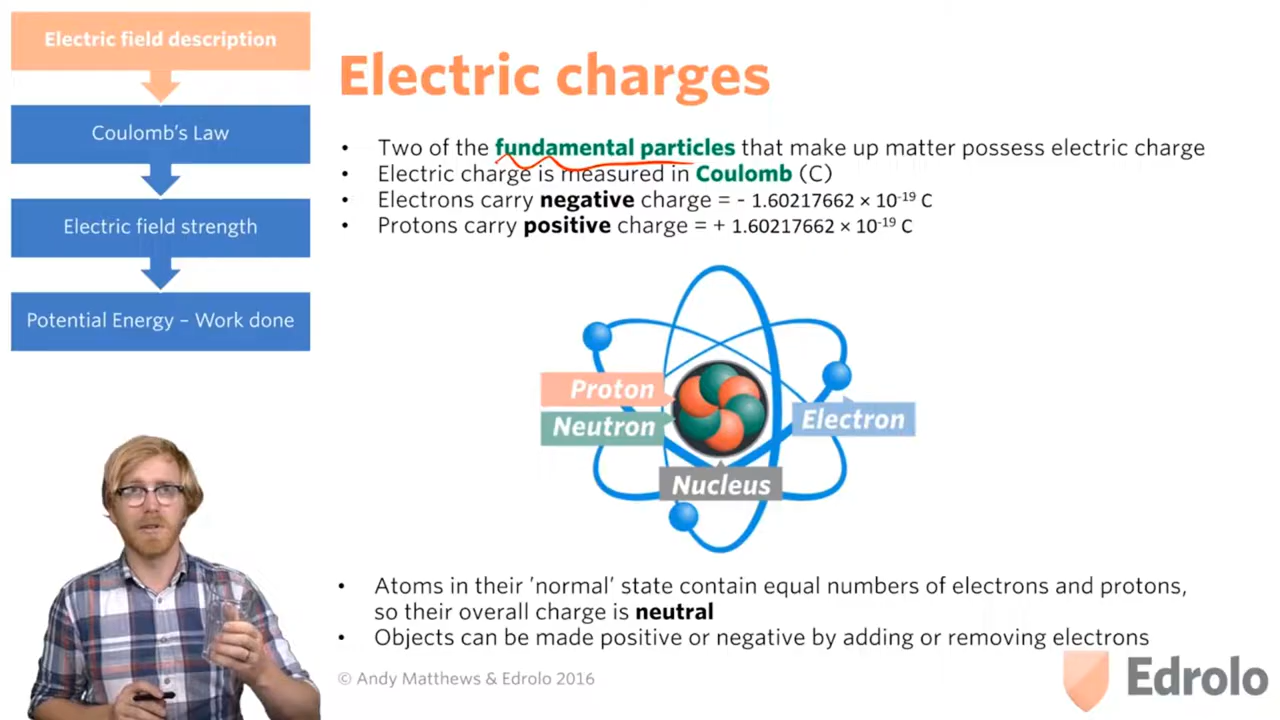 Electric field description
Coulomb's Law
Electric field strength
Potential Energy – Work done
Electric charges
• Two of the fundamental particles that make up matter possess electric charge
• Electric charge is measured in Coulomb (C)
• Electrons carry negative charge = - 1.60217662 × 10⁻¹⁹ C
• Protons carry positive charge = + 1.60217662 × 10⁻¹⁹ C
Proton
Neutron
Electron
Nucleus
• Atoms in their 'normal' state contain equal numbers of electrons and protons,
so their overall charge is neutral
• Objects can be made positive or negative by adding or removing electrons
© Andy Matthews & Edrolo 2016
Edrolo